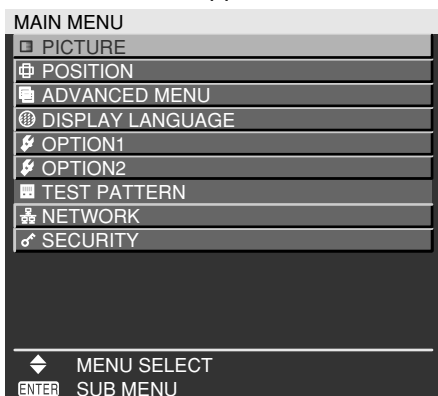 MAIN MENU
PICTURE
POSITION
ADVANCED MENU
DISPLAY LANGUAGE
OPTION1
OPTION2
TEST PATTERN
NETWORK
SECURITY
MENU SELECT
ENTER SUB MENU